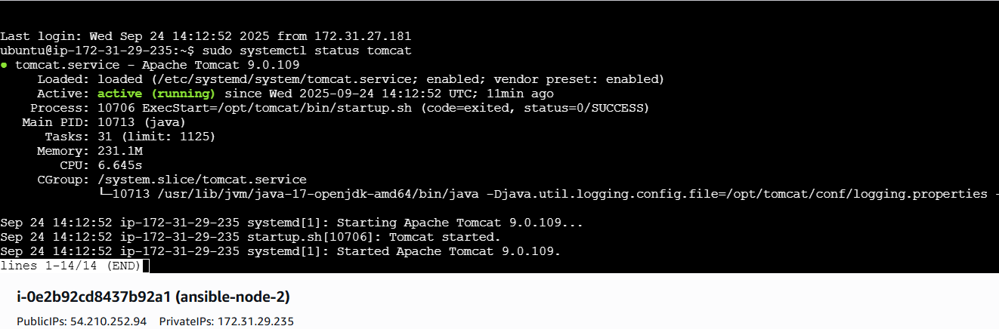 Last login: Wed Sep 24 14:12:52 2025 from 172.31.27.181
ubuntu@ip-172-31-29-235:~$ sudo systemctl status tomcat
● tomcat.service - Apache Tomcat 9.0.109
     Loaded: loaded (/etc/systemd/system/tomcat.service; enabled; vendor preset: enabled)
     Active: active (running) since Wed 2025-09-24 14:12:52 UTC; 11min ago
    Process: 10706 ExecStart=/opt/tomcat/bin/startup.sh (code=exited, status=0/SUCCESS)
   Main PID: 10713 (java)
      Tasks: 31 (limit: 1125)
     Memory: 231.1M
        CPU: 6.645s
     CGroup: /system.slice/tomcat.service
             └─10713 /usr/lib/jvm/java-17-openjdk-amd64/bin/java -Djava.util.logging.config.file=/opt/tomcat/conf/logging.properties -

Sep 24 14:12:52 ip-172-31-29-235 systemd[1]: Starting Apache Tomcat 9.0.109...
Sep 24 14:12:52 ip-172-31-29-235 startup.sh[10706]: Tomcat started.
Sep 24 14:12:52 ip-172-31-29-235 systemd[1]: Started Apache Tomcat 9.0.109.
lines 1-14/14 (END)
i-0e2b92cd8437b92a1 (ansible-node-2)
PublicIPs: 54.210.252.94 PrivateIPs: 172.31.29.235